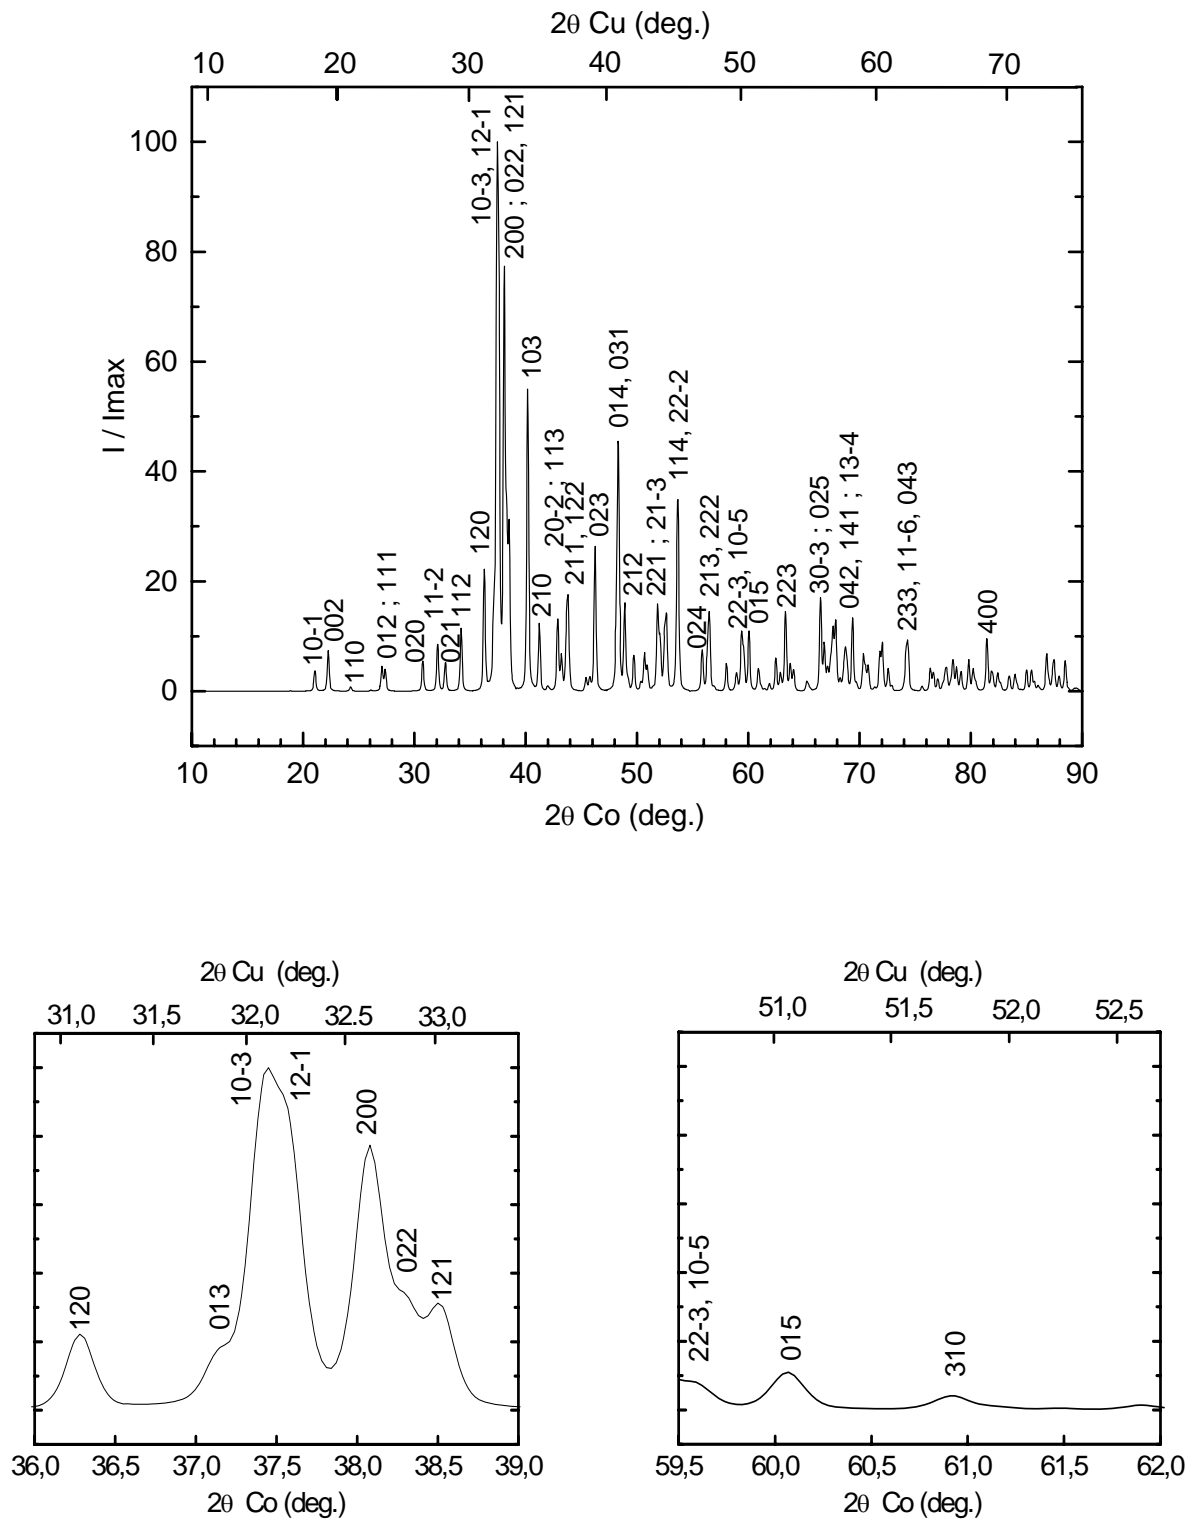 2θ Cu (deg.)
10 20 30 40 50 60 70
I / Imax
100
80
60
40
20
0
10-1
002
110
012 ; 111
020
11-2
021
112
120
10-3, 12-1
200 ; 022, 121
103
210
20-2 ; 113
211, 122
023
014, 031
212
221 ; 21-3
114, 22-2
024
213, 222
22-3, 10-5
015
223
30-3 ; 025
042, 141 ; 13-4
233, 11-6, 043
400
10 20 30 40 50 60 70 80 90
2θ Co (deg.)
2θ Cu (deg.)
31,0 31,5 32,0 32.5 33,0
120
013
10-3
12-1
200
022
121
36,0 36,5 37,0 37,5 38,0 38,5 39,0
2θ Co (deg.)
2θ Cu (deg.)
51,0 51,5 52,0 52,5
22-3, 10-5
015
310
59,5 60,0 60,5 61,0 61,5 62,0
2θ Co (deg.)